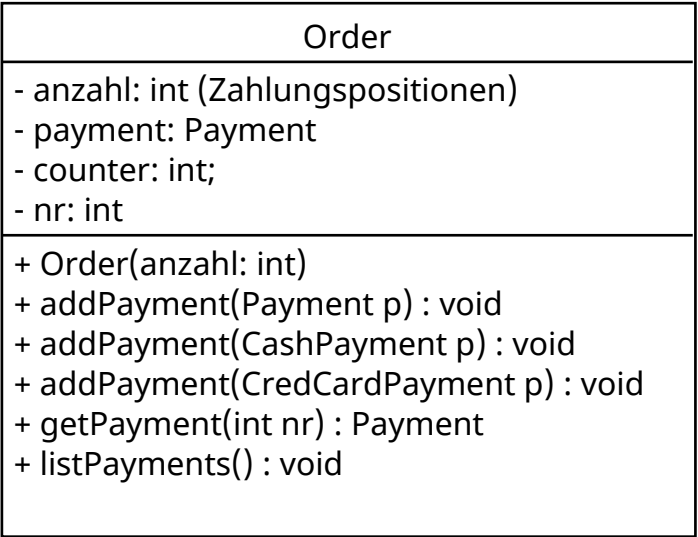 Order
- anzahl: int (Zahlungspositionen)
- payment: Payment
- counter: int;
- nr: int
+ Order(anzahl: int)
+ addPayment(Payment p) : void
+ addPayment(CashPayment p) : void
+ addPayment(CredCardPayment p) : void
+ getPayment(int nr) : Payment
+ listPayments() : void